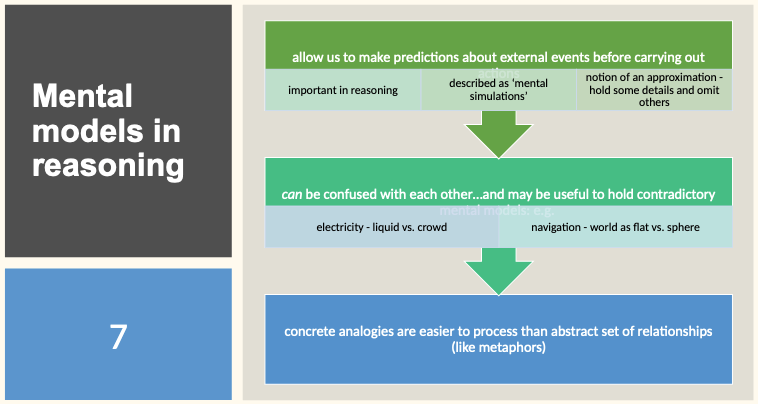 Mental
models in
reasoning
7
allow us to make predictions about external events before carrying out
actions
important in reasoning
described as ‘mental
simulations’
notion of an approximation -
hold some details and omit
others
can be confused with each other...and may be useful to hold contradictory
mental models: e.g.
electricity - liquid vs. crowd
navigation - world as flat vs. sphere
concrete analogies are easier to process than abstract set of relationships
(like metaphors)